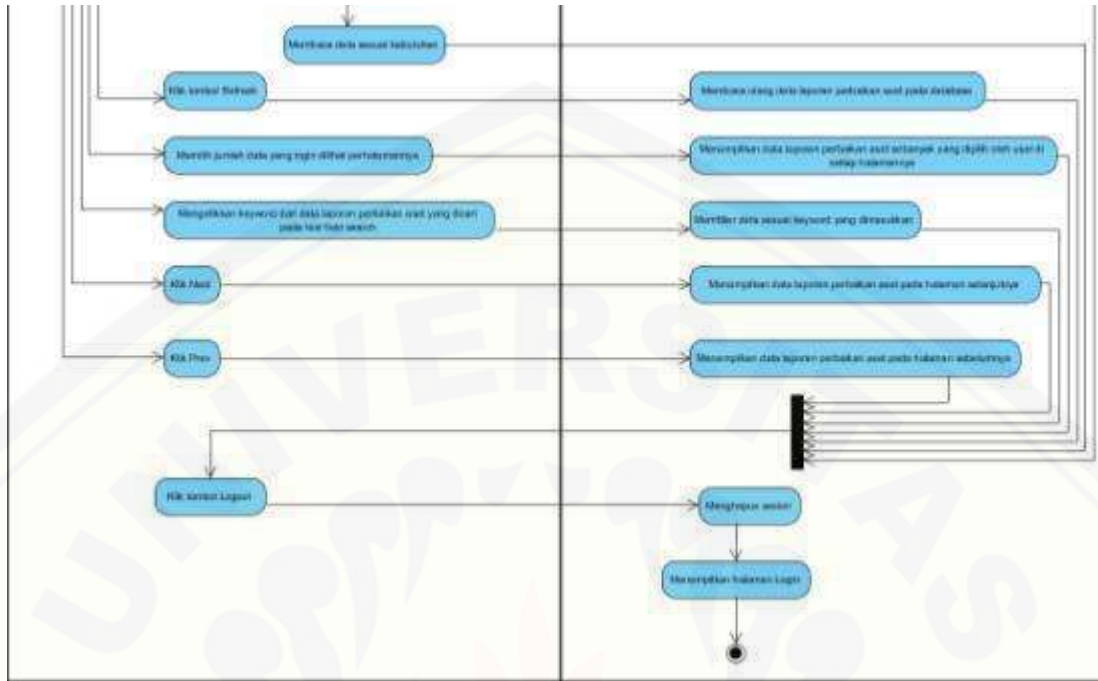 Membaca data sesuai kebutuhan
Klik tombol Refresh
Membaca ulang data laporan perbaikan aset pada database
Memilih jumlah data yang ingin dilihat perhalamannya
Menampilkan data laporan perbaikan aset sebanyak yang dipilih oleh user di
setiap halamannya
Mengetikkan keyword dari data laporan perbaikan aset yang dicari
pada text field search
Memfilter data sesuai keyword yang dimasukkan
Klik Next
Menampilkan data laporan perbaikan aset pada halaman selanjutnya
Klik Prev
Menampilkan data laporan perbaikan aset pada halaman sebelumnya
Klik tombol Logout
Menghapus session
Menampilkan halaman Login
UNIVERSITAS